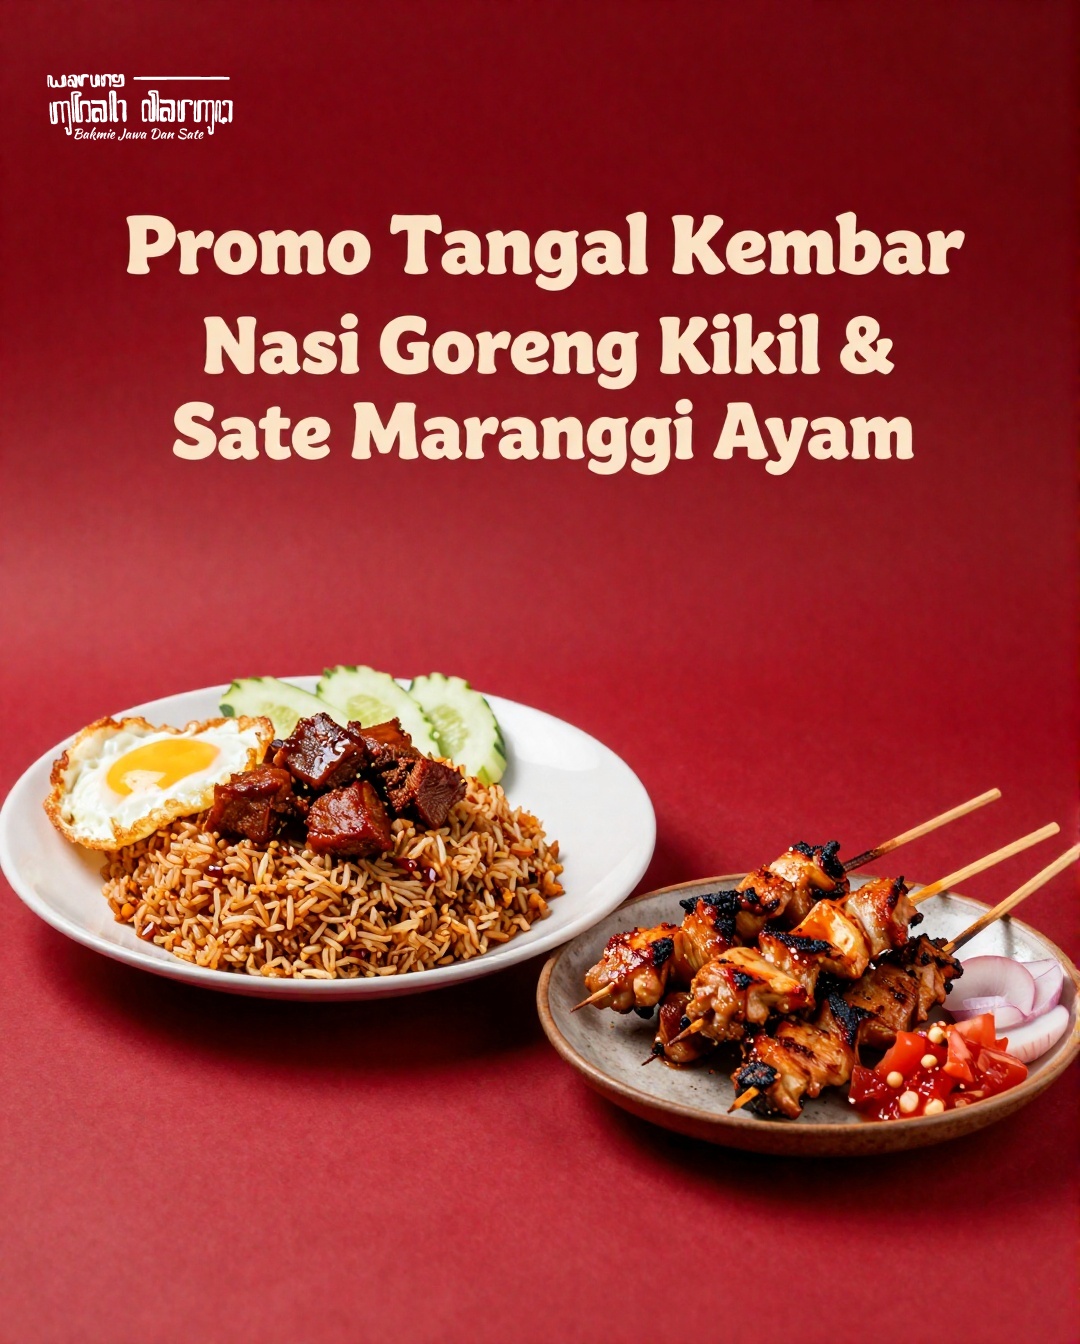 warung
mbah darmo
Bakmie Jawa Dan Sate
Promo Tangal Kembar
Nasi Goreng Kikil &
Sate Maranggi Ayam